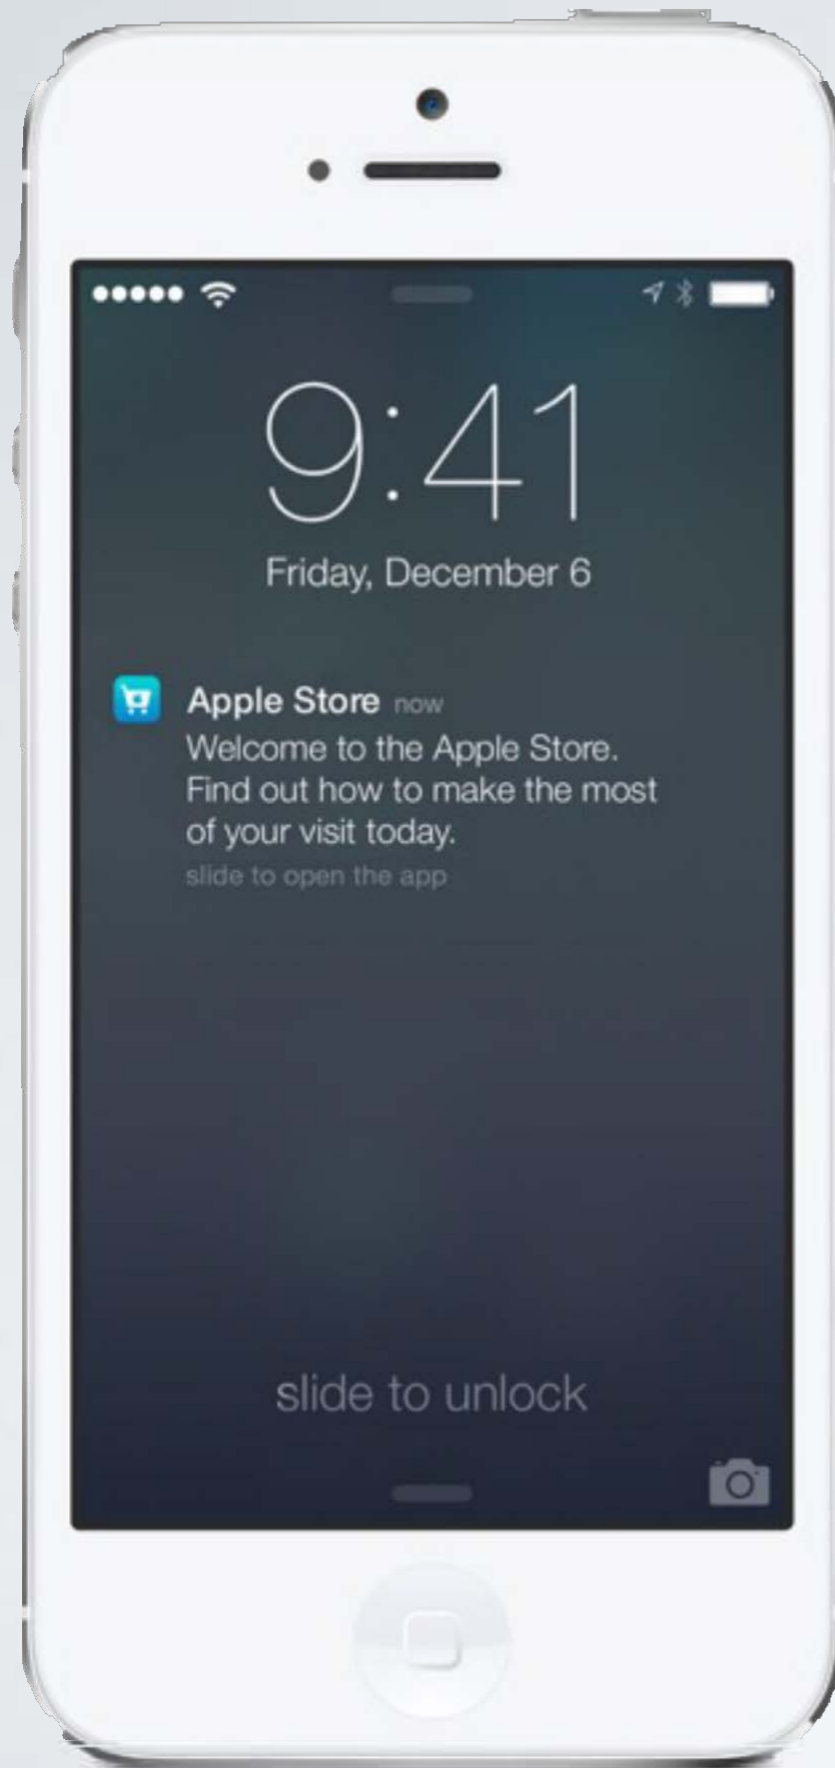 9:41
Friday, December 6
Apple Store now
Welcome to the Apple Store.
Find out how to make the most
of your visit today.
slide to open the app
slide to unlock